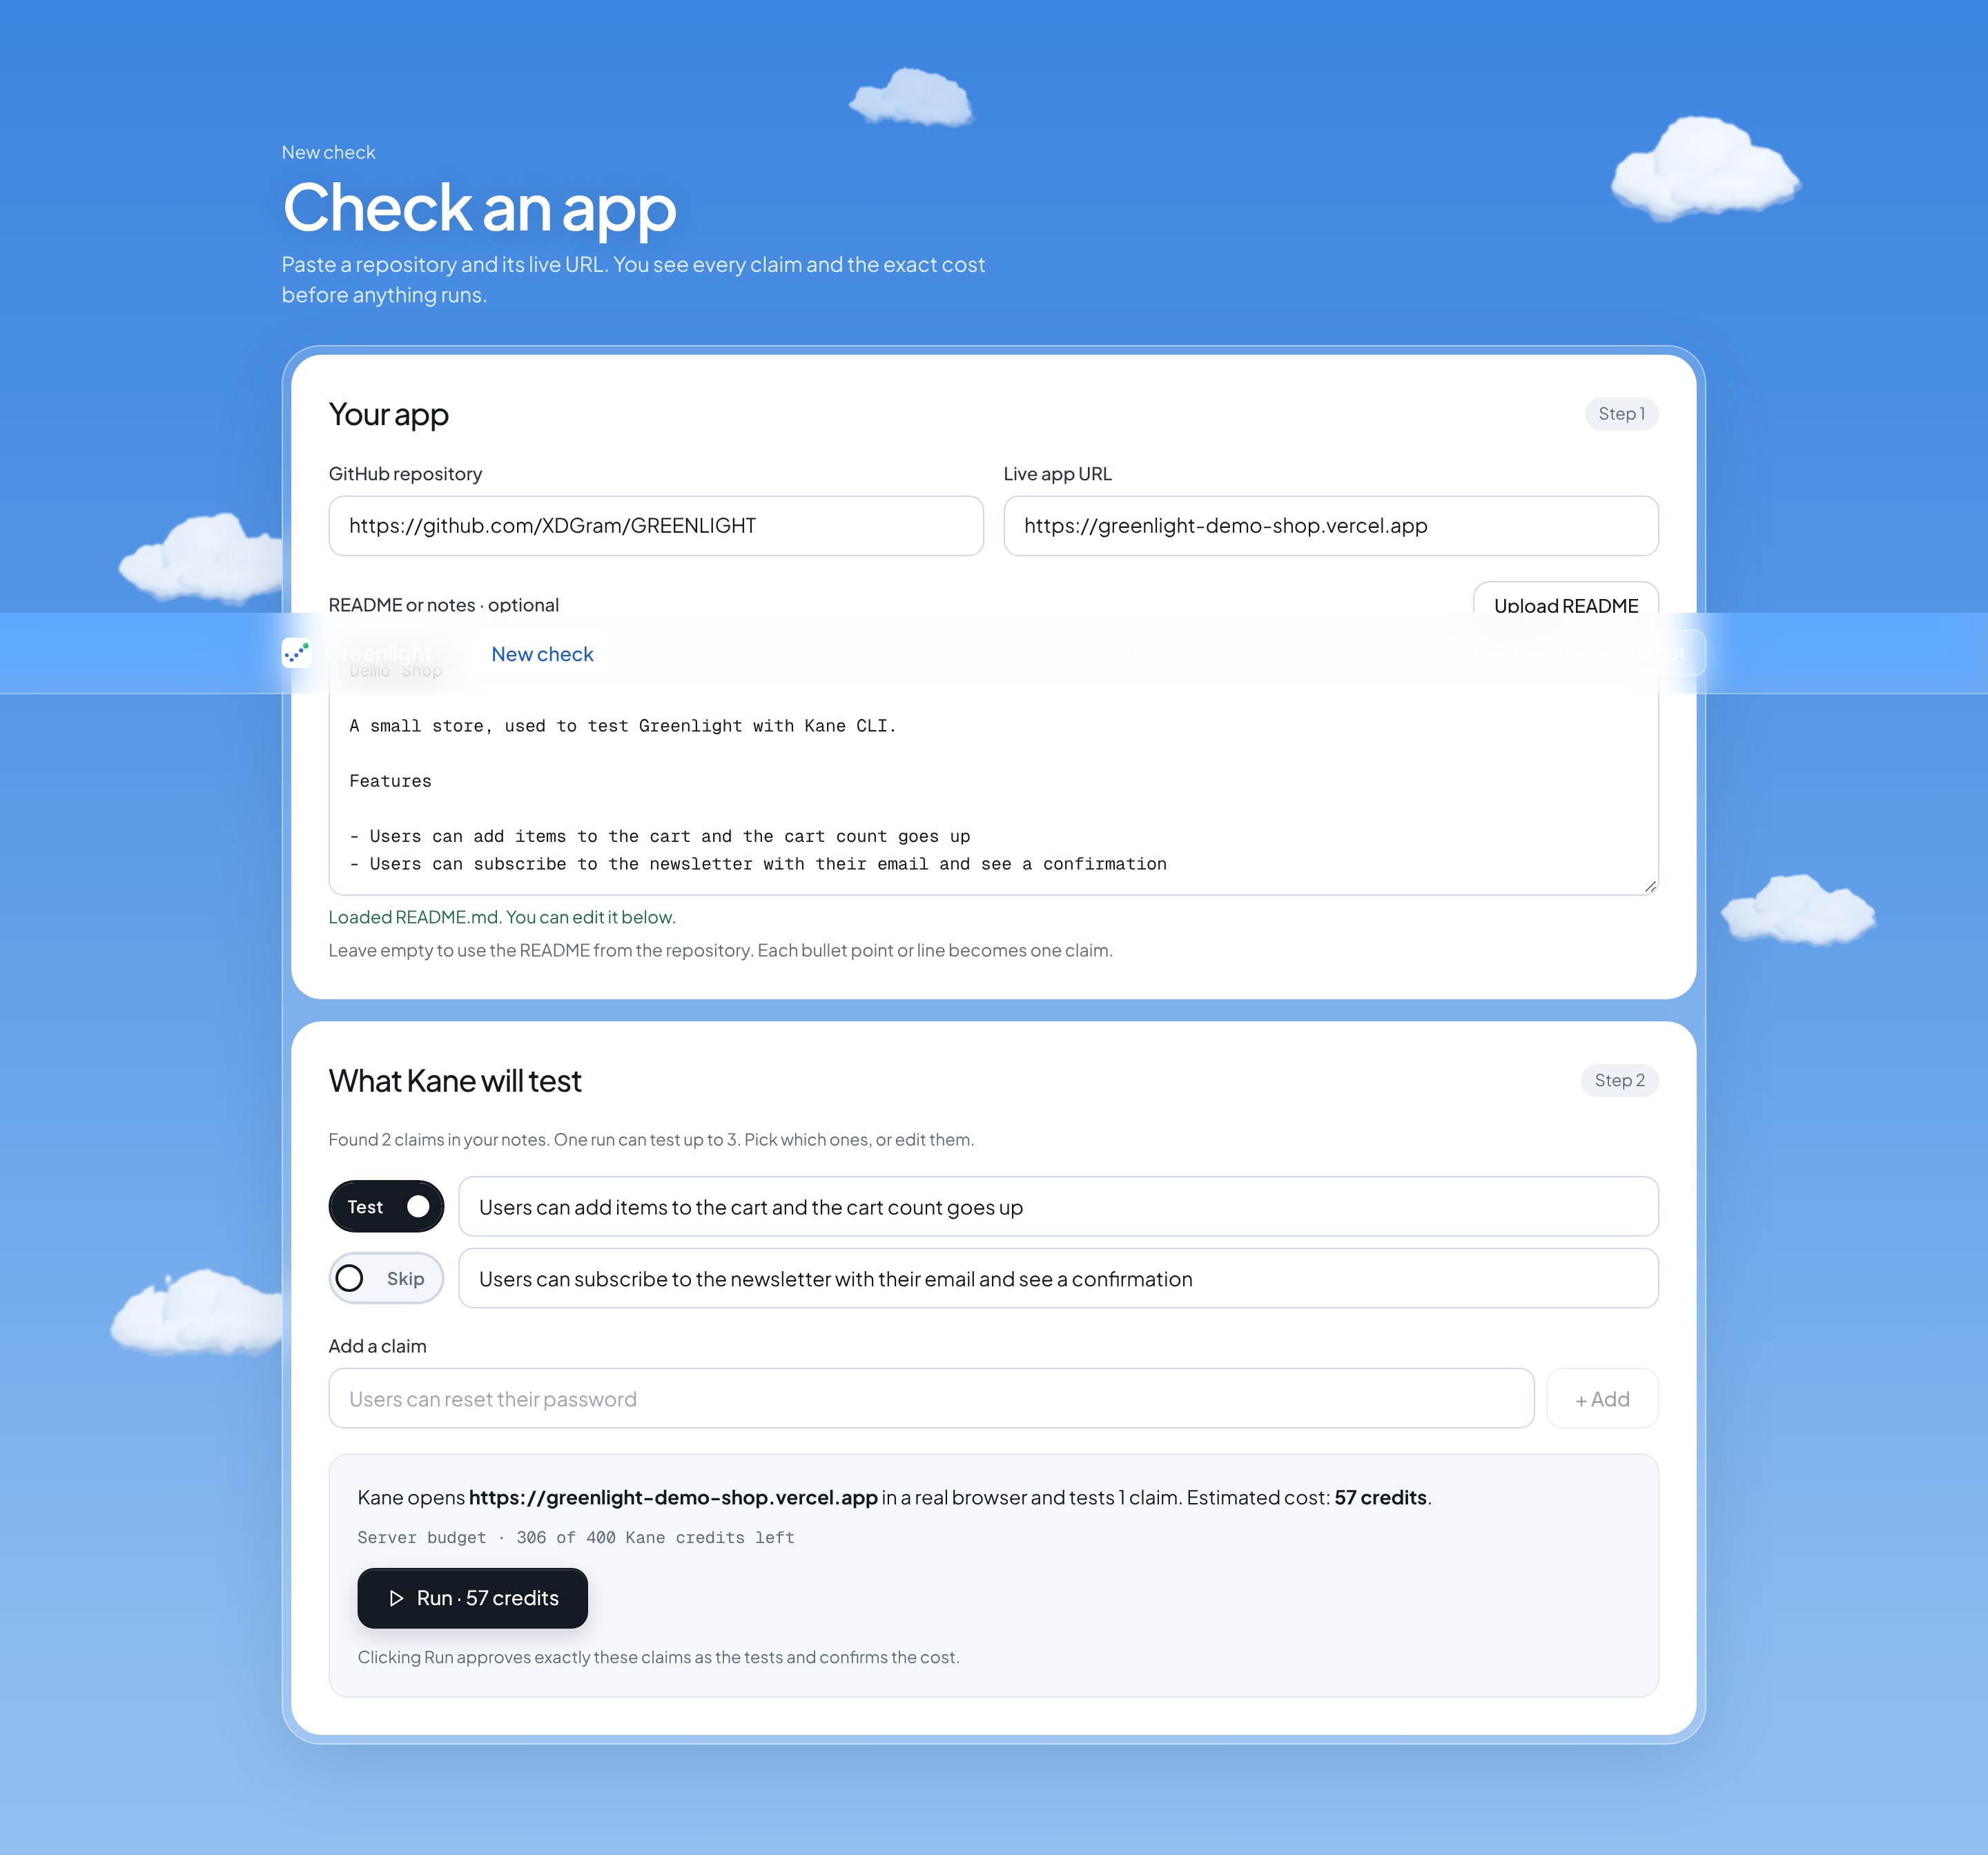 New check
Check an app
Paste a repository and its live URL. You see every claim and the exact cost
before anything runs.
Your app
Step 1
GitHub repository
Live app URL
https://github.com/XDGram/GREENLIGHT
https://greenlight-demo-shop.vercel.app
README or notes · optional
Upload README
Greenlight
New check
Demo Shop
A small store, used to test Greenlight with Kane CLI.
Features
- Users can add items to the cart and the cart count goes up
- Users can subscribe to the newsletter with their email and see a confirmation
Loaded README.md. You can edit it below.
Leave empty to use the README from the repository. Each bullet point or line becomes one claim.
What Kane will test
Step 2
Found 2 claims in your notes. One run can test up to 3. Pick which ones, or edit them.
Test
Users can add items to the cart and the cart count goes up
Skip
Users can subscribe to the newsletter with their email and see a confirmation
Add a claim
Users can reset their password
+ Add
Kane opens https://greenlight-demo-shop.vercel.app in a real browser and tests 1 claim. Estimated cost: 57 credits.
Server budget · 306 of 400 Kane credits left
Run · 57 credits
Clicking Run approves exactly these claims as the tests and confirms the cost.